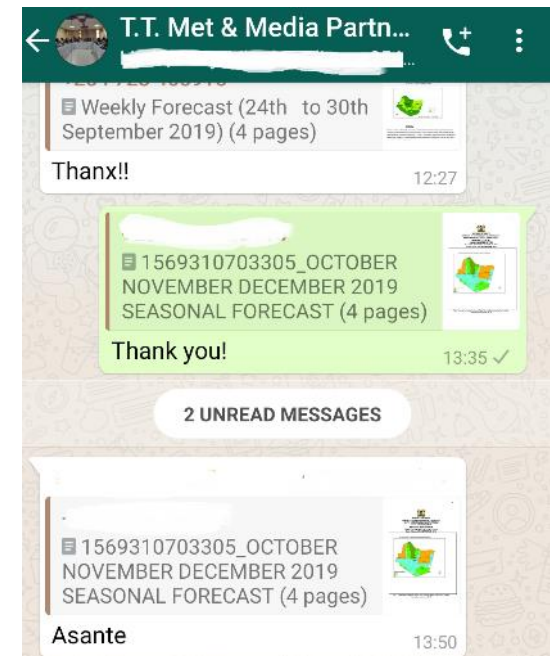 T.T. Met & Media Partn...
Weekly Forecast (24th to 30th
September 2019) (4 pages)
Thanx!!
12:27
1569310703305_OCTOBER
NOVEMBER DECEMBER 2019
SEASONAL FORECAST (4 pages)
Thank you!
13:35
2 UNREAD MESSAGES
1569310703305_OCTOBER
NOVEMBER DECEMBER 2019
SEASONAL FORECAST (4 pages)
Asante
13:50